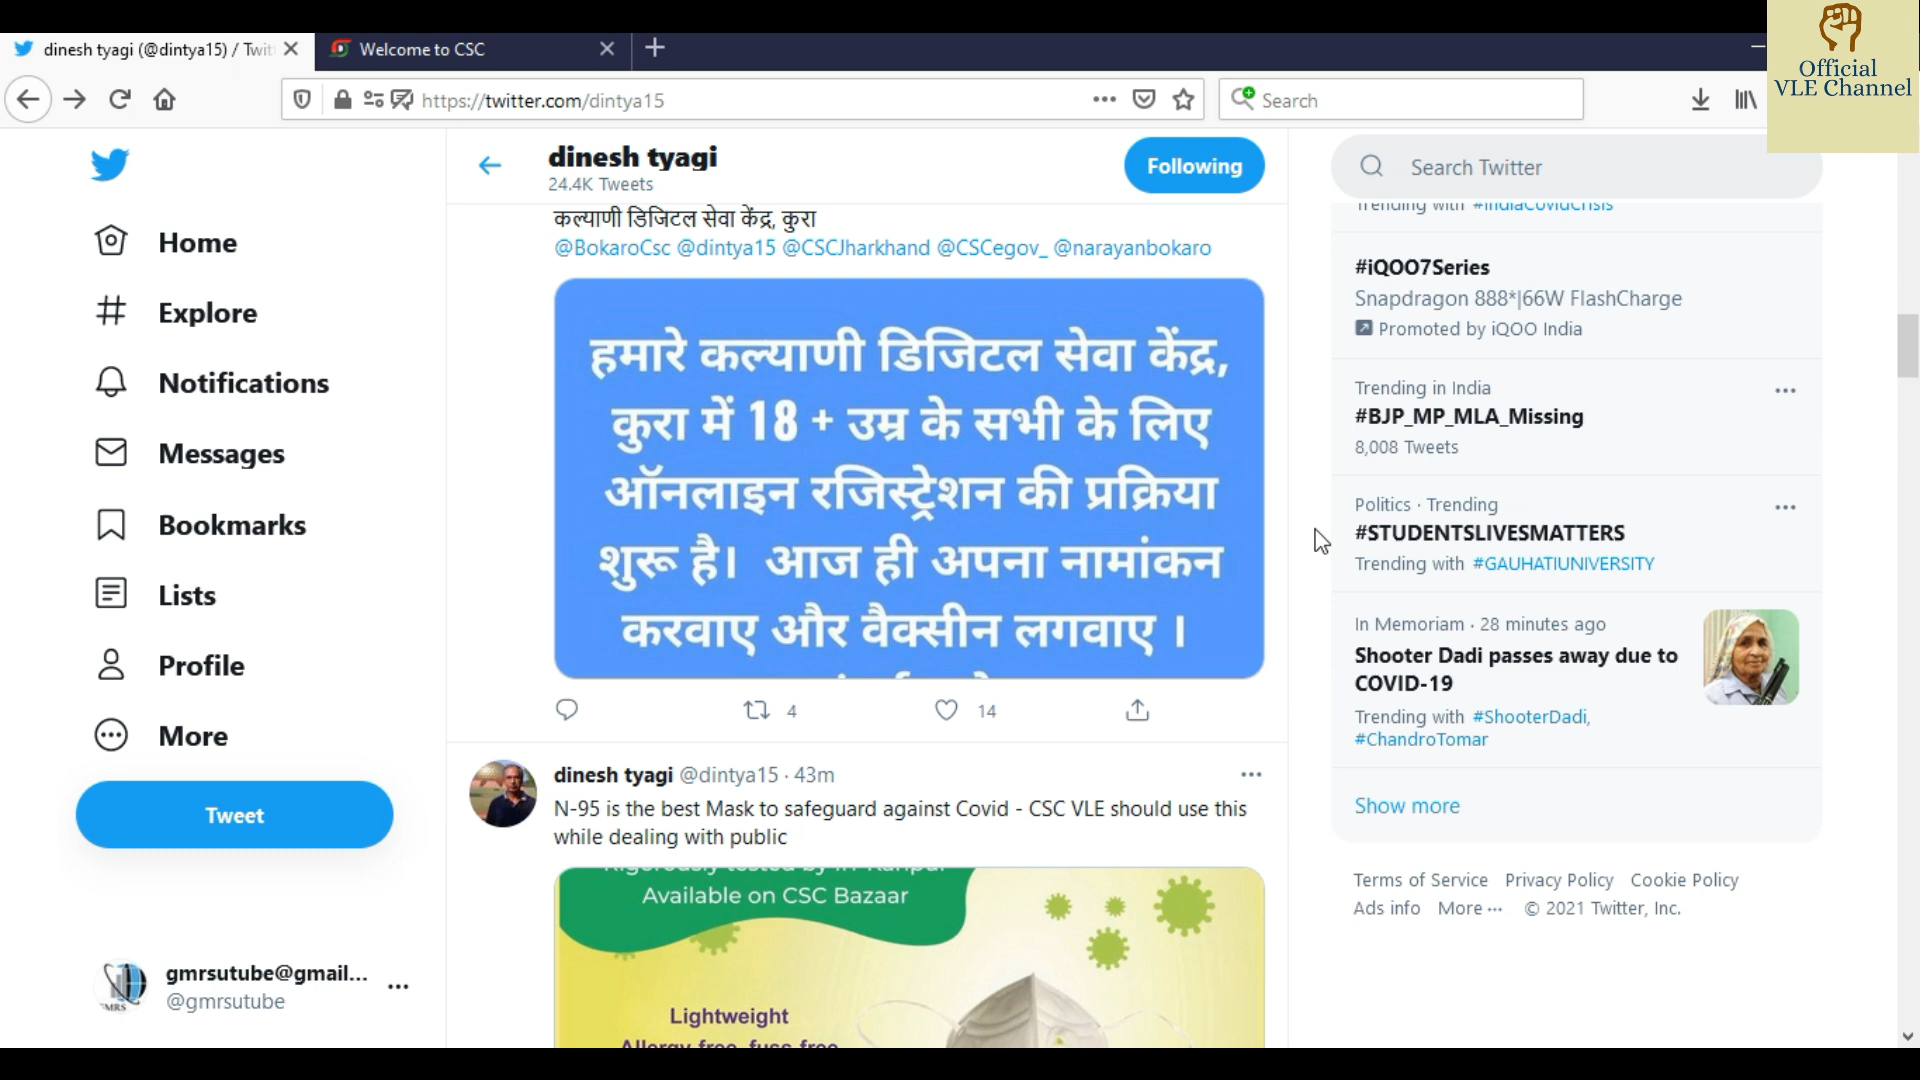 dinesh tyagi (@dintya15) / Twit
Welcome to CSC
Official
VLE Channel
https://twitter.com/dintya15
Search
Home
Explore
Notifications
Messages
Bookmarks
Lists
Profile
More
Tweet
gmrsutube@gmail...
@gmrsutube
dinesh tyagi
24.4K Tweets
Following
कल्याणी डिजिटल सेवा केंद्र, कुरा
@BokaroCsc @dintya15 @CSCJharkhand @CSCegov_ @narayanbokaro
हमारे कल्याणी डिजिटल सेवा केंद्र,
कुरा में 18 + उम्र के सभी के लिए
ऑनलाइन रजिस्ट्रेशन की प्रक्रिया
शुरू है। आज ही अपना नामांकन
करवाए और वैक्सीन लगवाए ।
4
14
dinesh tyagi @dintya15 · 43m
N-95 is the best Mask to safeguard against Covid - CSC VLE should use this
while dealing with public
Available on CSC Bazaar
Lightweight
Allergy-free, fuss-free
Search Twitter
Trending with #IndiaCovidCrisis
#iQOO7Series
Snapdragon 888*|66W FlashCharge
Promoted by iQOO India
Trending in India
#BJP_MP_MLA_Missing
8,008 Tweets
Politics · Trending
#STUDENTSLIVESMATTERS
Trending with #GAUHATIUNIVERSITY
In Memoriam · 28 minutes ago
Shooter Dadi passes away due to
COVID-19
Trending with #ShooterDadi,
#ChandroTomar
Show more
Terms of Service Privacy Policy Cookie Policy
Ads info More ··· © 2021 Twitter, Inc.